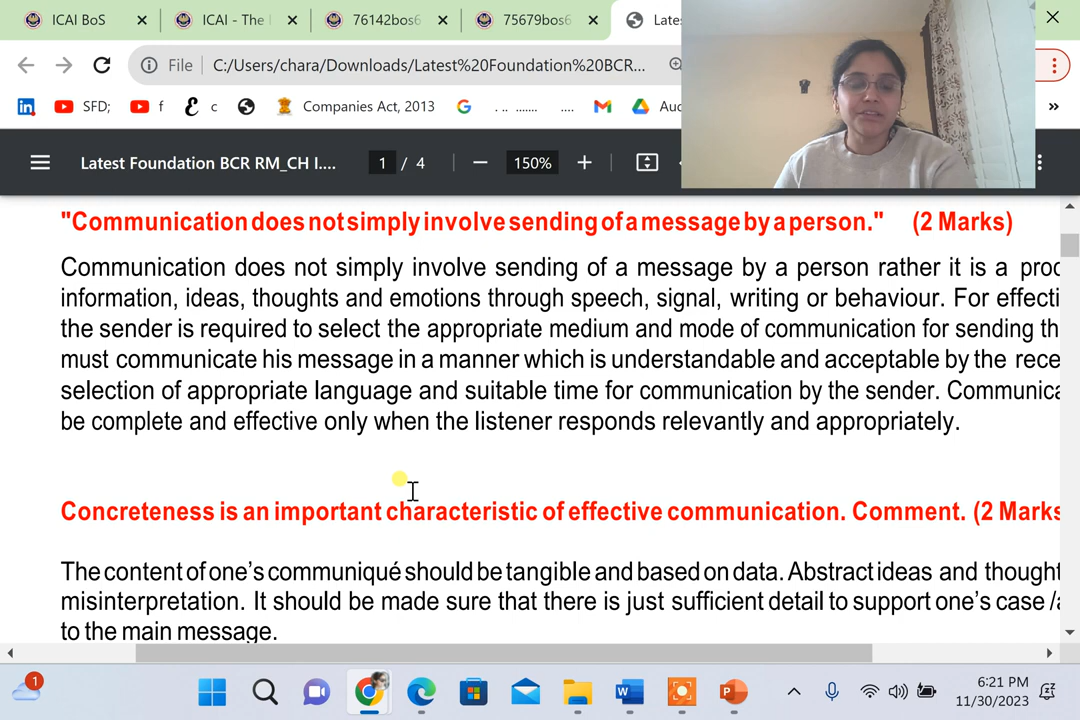 ICAI BoS
ICAI - The
76142bos6
75679bos6
Lates
File C:/Users/chara/Downloads/Latest%20Foundation%20BCR...
SFD; f c Companies Act, 2013 . .. ....... .... Auc »
Latest Foundation BCR RM_CH I.... 1 / 4 150%
"Communication does not simply involve sending of a message by a person." (2 Marks)
Communication does not simply involve sending of a message by a person rather it is a proc
information, ideas, thoughts and emotions through speech, signal, writing or behaviour. For effecti
the sender is required to select the appropriate medium and mode of communication for sending th
must communicate his message in a manner which is understandable and acceptable by the rece
selection of appropriate language and suitable time for communication by the sender. Communica
be complete and effective only when the listener responds relevantly and appropriately.
Concreteness is an important characteristic of effective communication. Comment. (2 Marks
The content of one's communiqué should be tangible and based on data. Abstract ideas and thought
misinterpretation. It should be made sure that there is just sufficient detail to support one's case /a
to the main message.
1
6:21 PM
11/30/2023